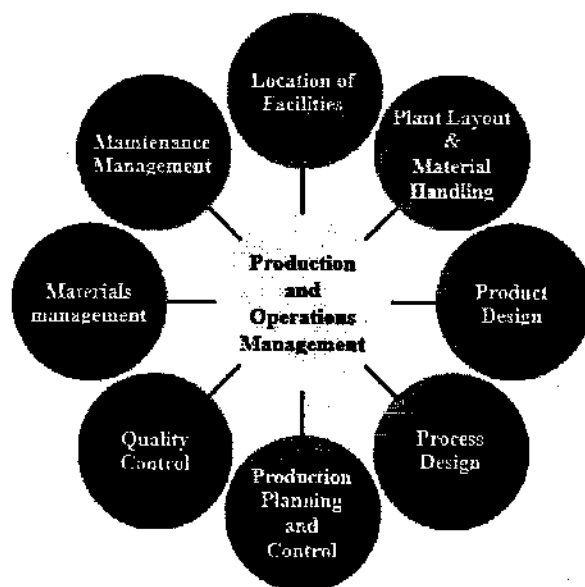 Location of
Facilities
Plant Layout
&
Material
Handling
Product
Design
Process
Design
Production
Planning
and
Control
Quality
Control
Materials
management
Maintenance
Management
Production
and
Operations
Management